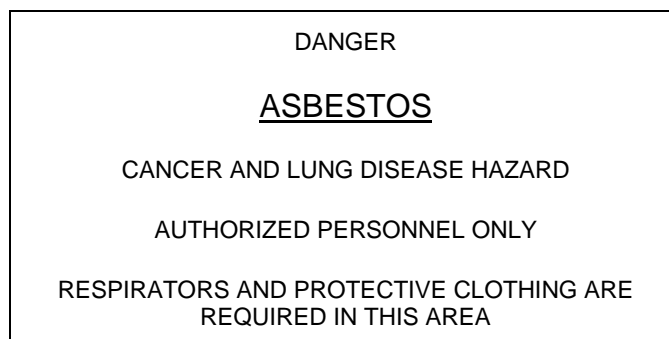 DANGER
ASBESTOS
CANCER AND LUNG DISEASE HAZARD
AUTHORIZED PERSONNEL ONLY
RESPIRATORS AND PROTECTIVE CLOTHING ARE
REQUIRED IN THIS AREA